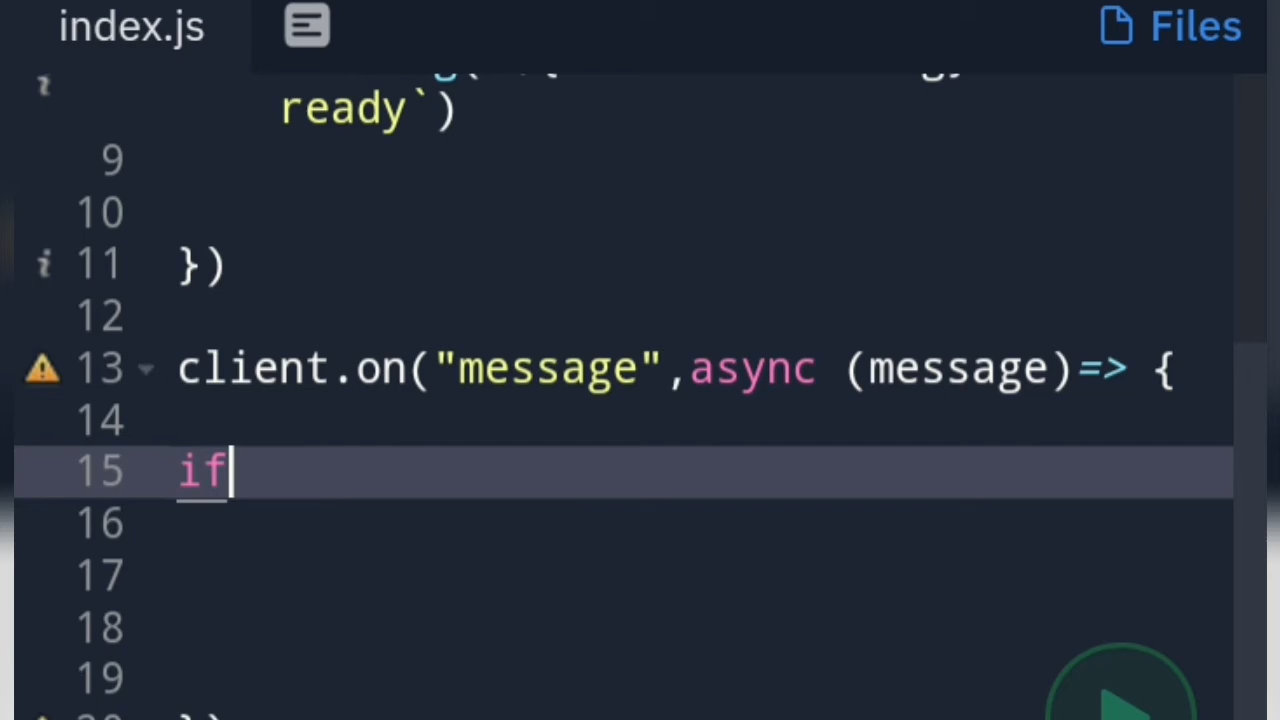 index.js
Files
ready`)
9
10
11 })
12
13 client.on("message",async (message)=> {
14
15 if
16
17
18
19